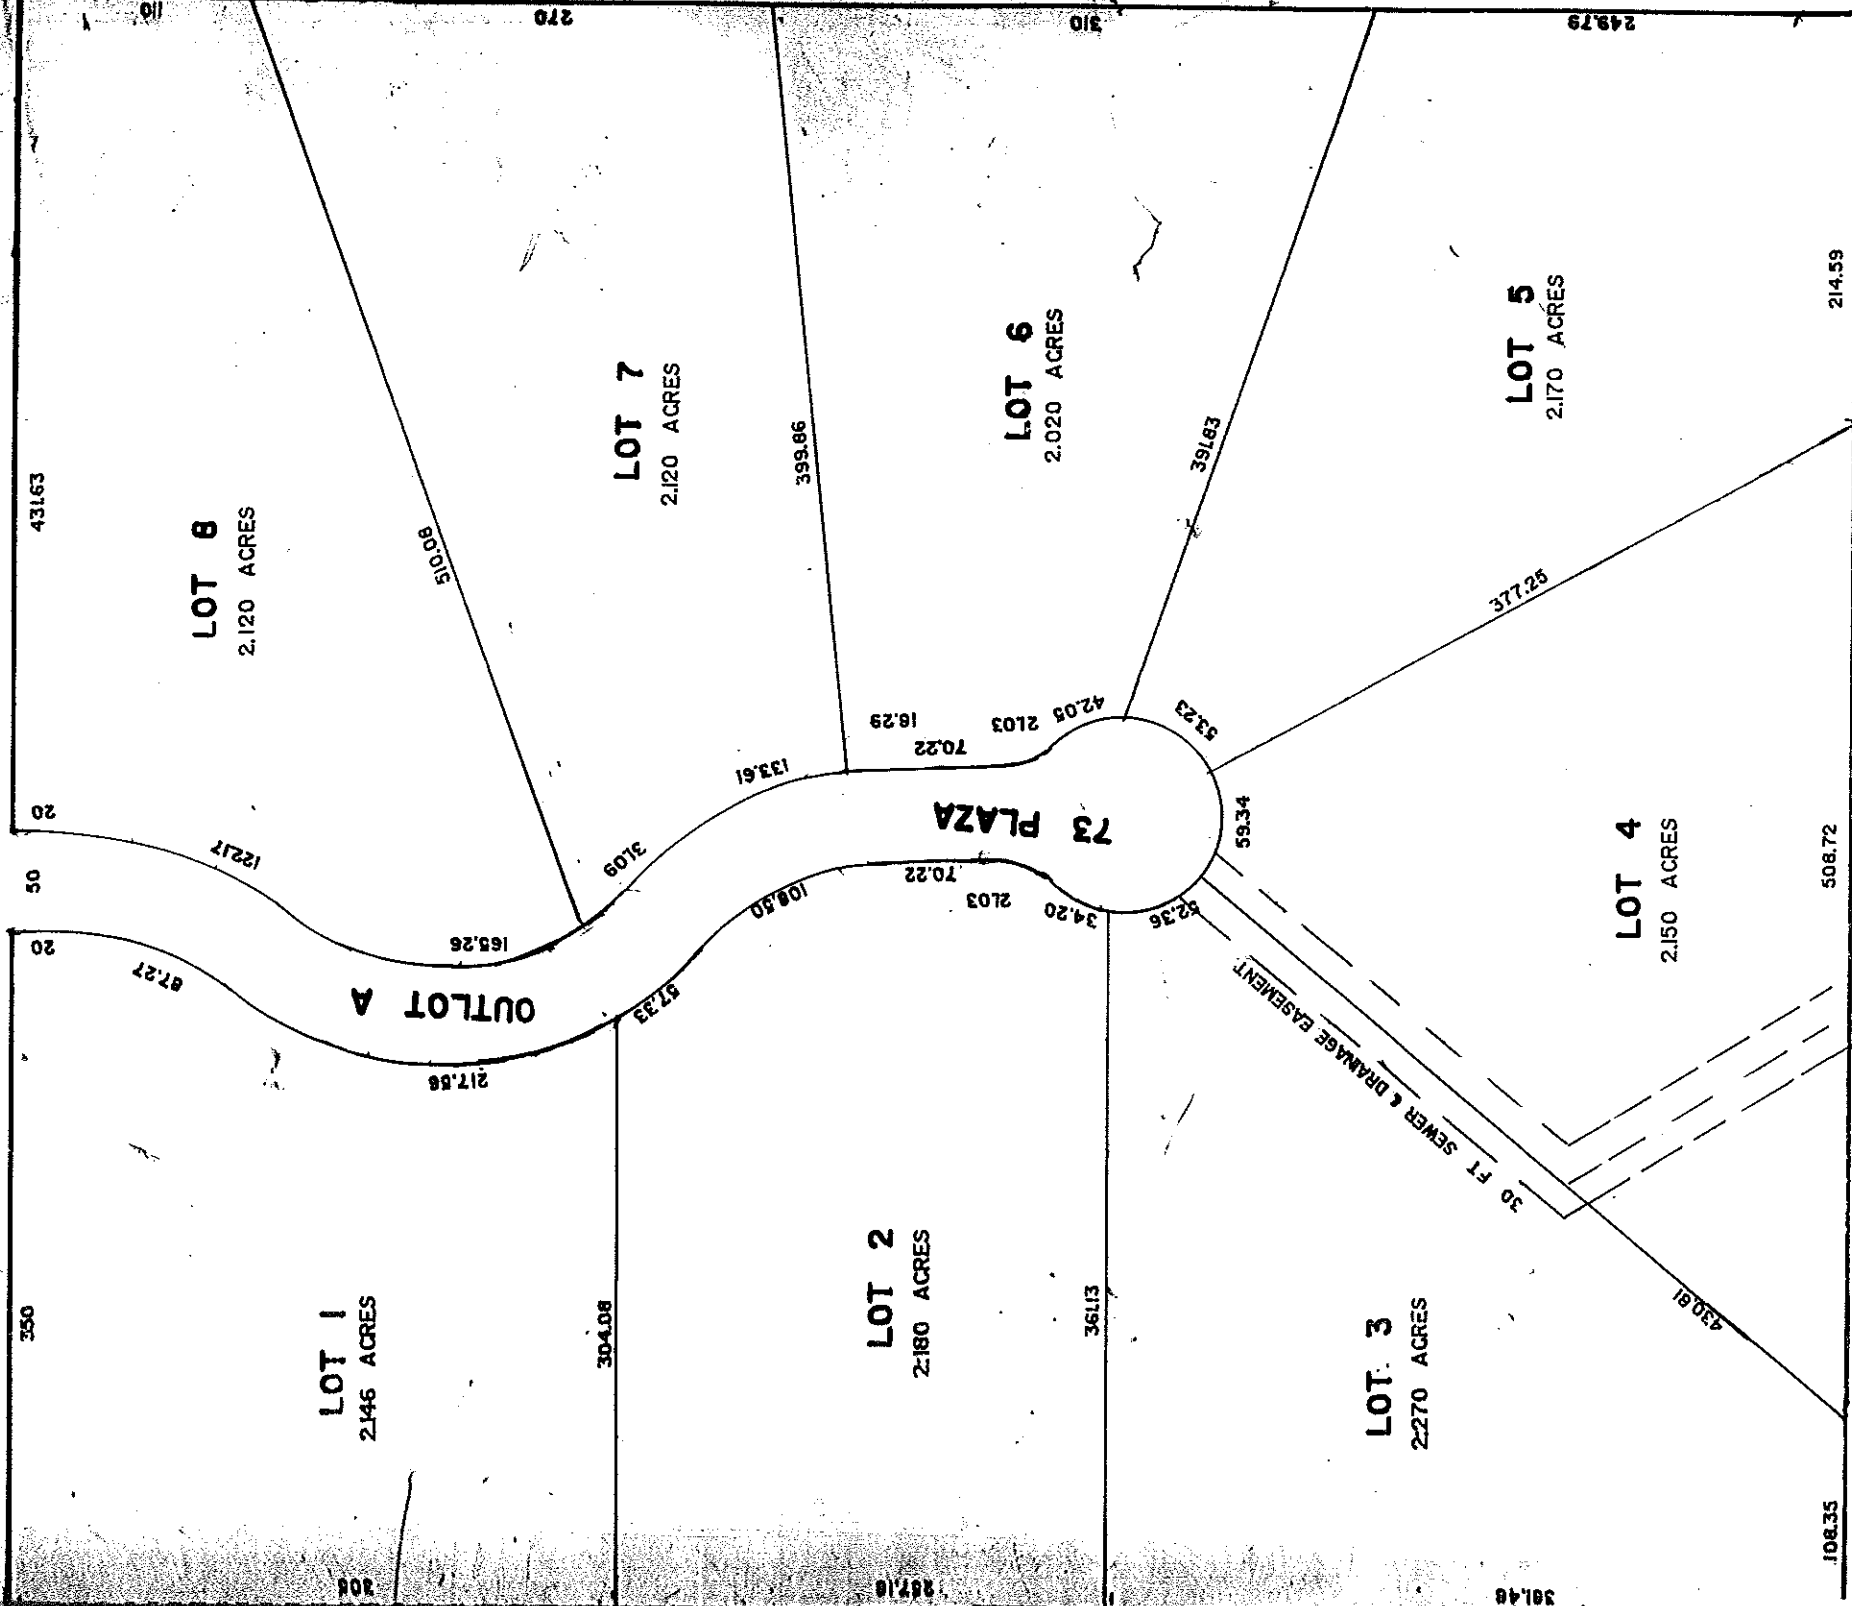 110
270
310
249.79
431.63
LOT 8
2.120 ACRES
510.08
LOT 7
2.120 ACRES
399.86
LOT 6
2.020 ACRES
391.83
LOT 5
2.170 ACRES
214.59
377.25
20
50
20
122.17
87.27
165.26
31.09
133.61
16.29
70.22
21.03
42.05
53.23
59.34
52.36
34.20
21.03
70.22
108.50
57.33
217.56
OUTLOT A
73 PLAZA
LOT 4
2.150 ACRES
508.72
30 FT SEWER & DRAINAGE EASEMENT
350
LOT 1
2.146 ACRES
304.08
LOT 2
2.180 ACRES
361.13
LOT 3
2.270 ACRES
430.81
108.35
287.18